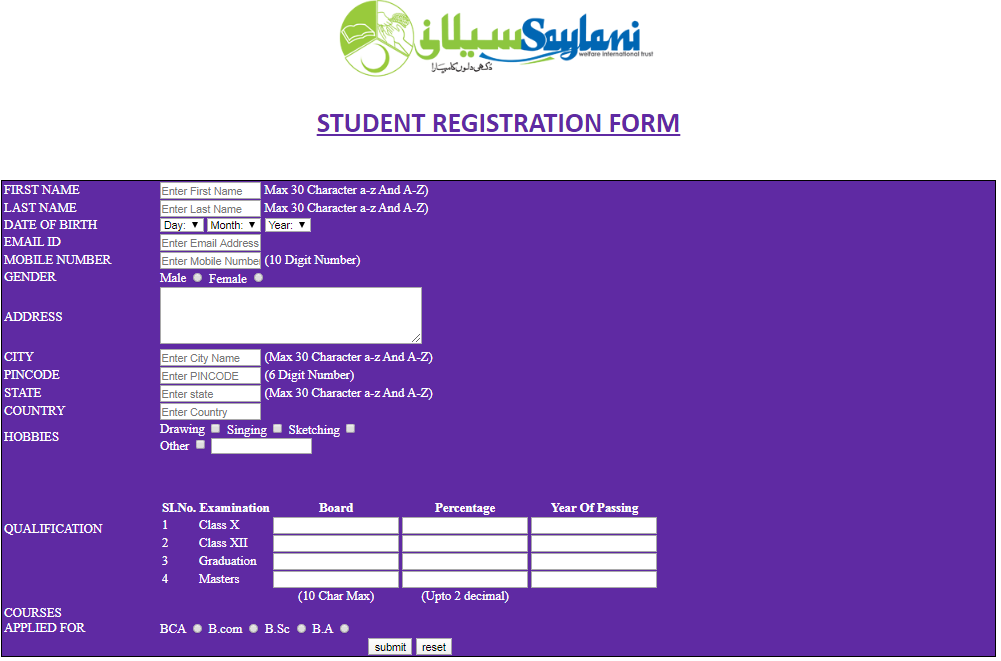 سیلانی Saylani
welfare international trust
دکھی دلوں کا سہارا
STUDENT REGISTRATION FORM
FIRST NAME Enter First Name Max 30 Character a-z And A-Z)
LAST NAME Enter Last Name Max 30 Character a-z And A-Z)
DATE OF BIRTH Day: Month: Year:
EMAIL ID Enter Email Address
MOBILE NUMBER Enter Mobile Numbe (10 Digit Number)
GENDER Male Female
ADDRESS
CITY Enter City Name (Max 30 Character a-z And A-Z)
PINCODE Enter PINCODE (6 Digit Number)
STATE Enter state (Max 30 Character a-z And A-Z)
COUNTRY Enter Country
HOBBIES Drawing Singing Sketching
Other
QUALIFICATION
Sl.No. Examination Board Percentage Year Of Passing
1 Class X
2 Class XII
3 Graduation
4 Masters
(10 Char Max) (Upto 2 decimal)
COURSES
APPLIED FOR BCA B.com B.Sc B.A
submit reset